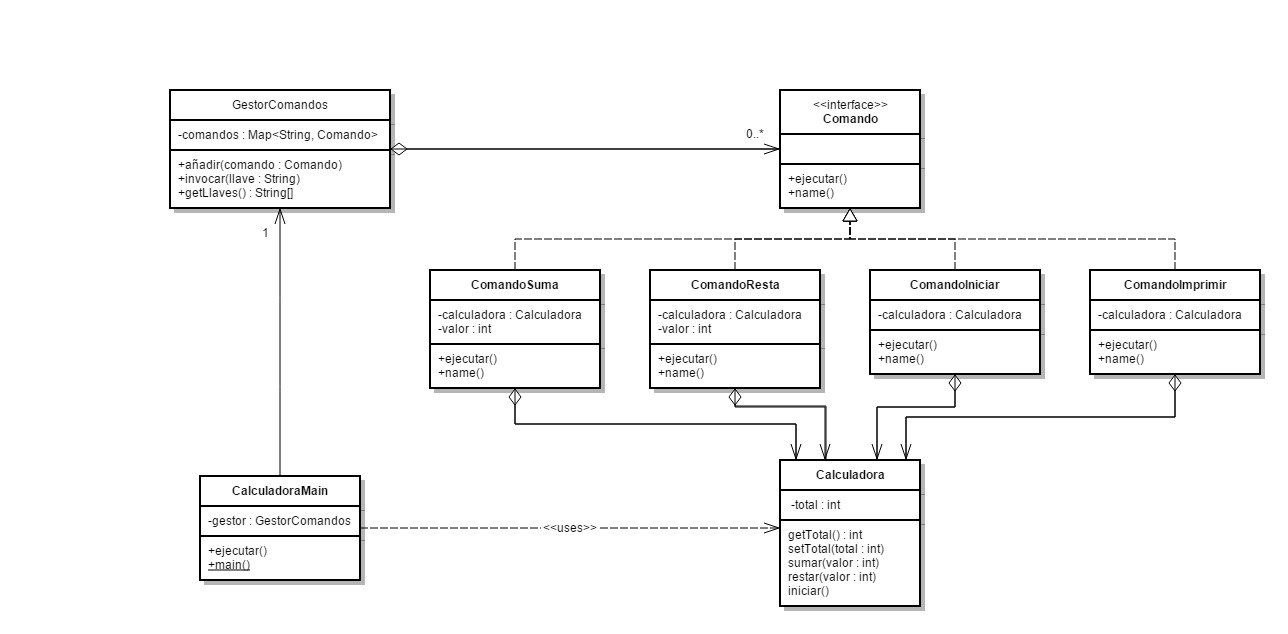 GestorComandos
-comandos : Map<String, Comando>
+añadir(comando : Comando)
+invocar(llave : String)
+getLlaves() : String[]
0..*
<<interface>>
Comando
+ejecutar()
+name()
1
ComandoSuma
-calculadora : Calculadora
-valor : int
+ejecutar()
+name()
ComandoResta
-calculadora : Calculadora
-valor : int
+ejecutar()
+name()
ComandoIniciar
-calculadora : Calculadora
+ejecutar()
+name()
ComandoImprimir
-calculadora : Calculadora
+ejecutar()
+name()
CalculadoraMain
-gestor : GestorComandos
+ejecutar()
+main()
<<uses>>
Calculadora
-total : int
getTotal() : int
setTotal(total : int)
sumar(valor : int)
restar(valor : int)
iniciar()